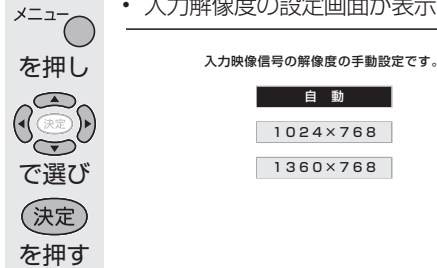 メニュー
を押し
決定
で選び
決定
を押す
・ 入力解像度の設定画面が表示
入力映像信号の解像度の手動設定です。
自 動
1024×768
1360×768